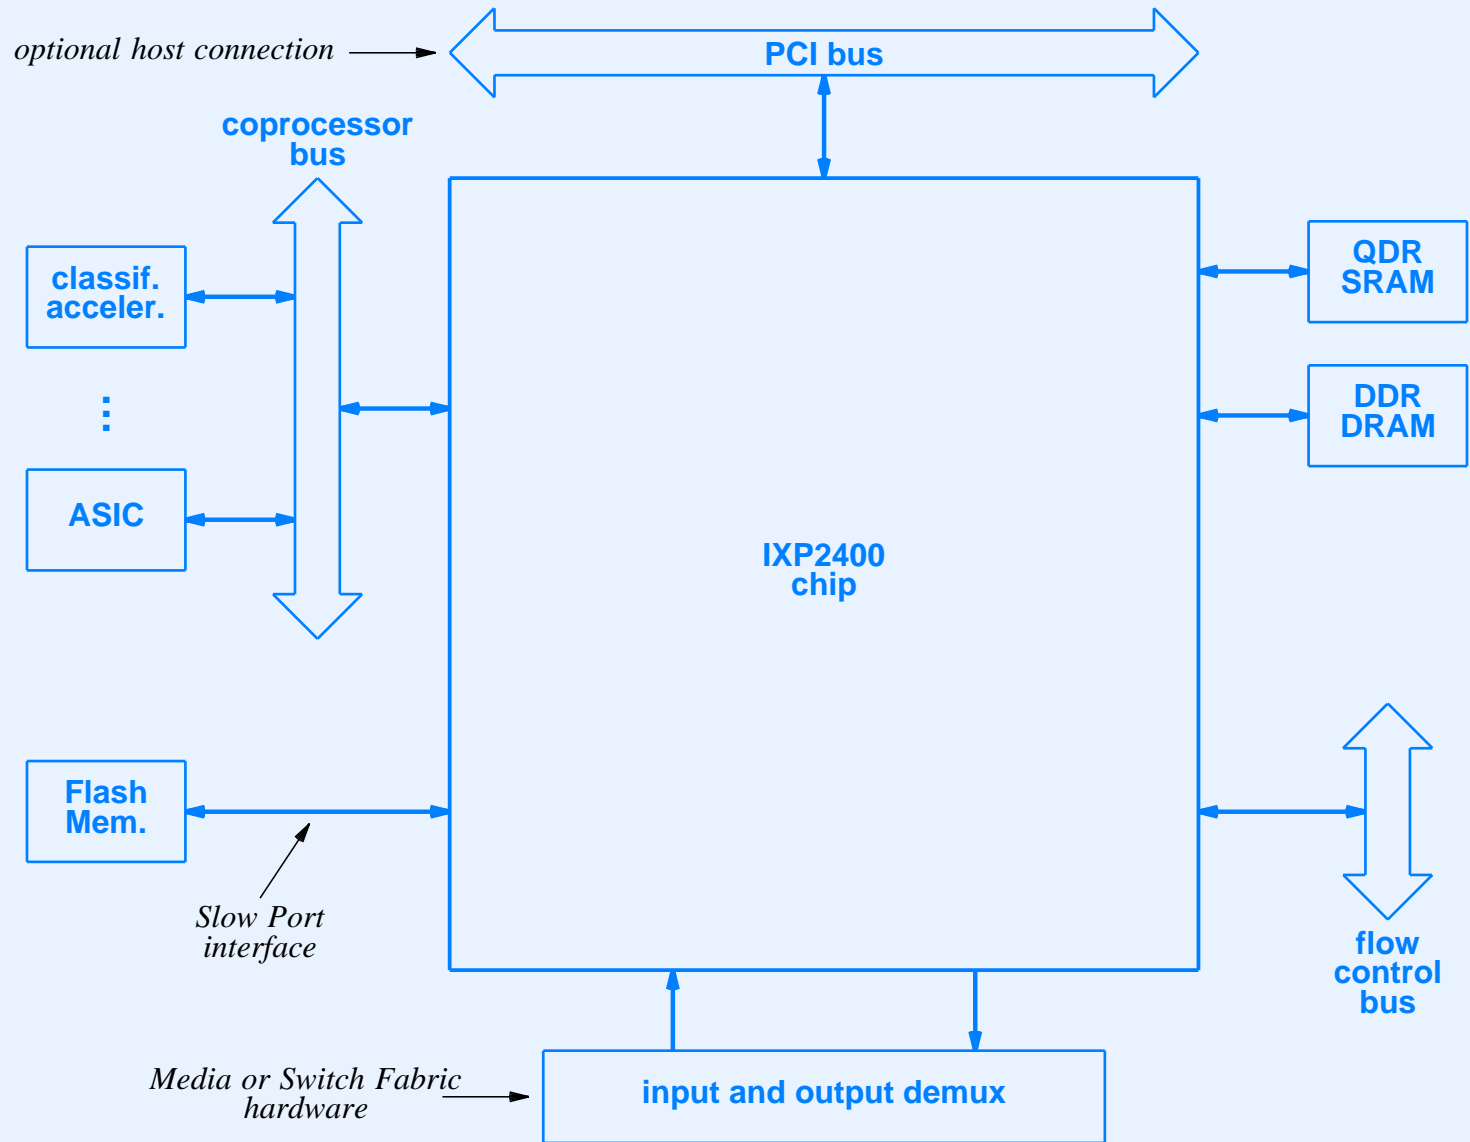 optional host connection
PCI bus
coprocessor
bus
classif.
acceler.
QDR
SRAM
DDR
DRAM
ASIC
IXP2400
chip
Flash
Mem.
Slow Port
interface
flow
control
bus
Media or Switch Fabric
hardware
input and output demux